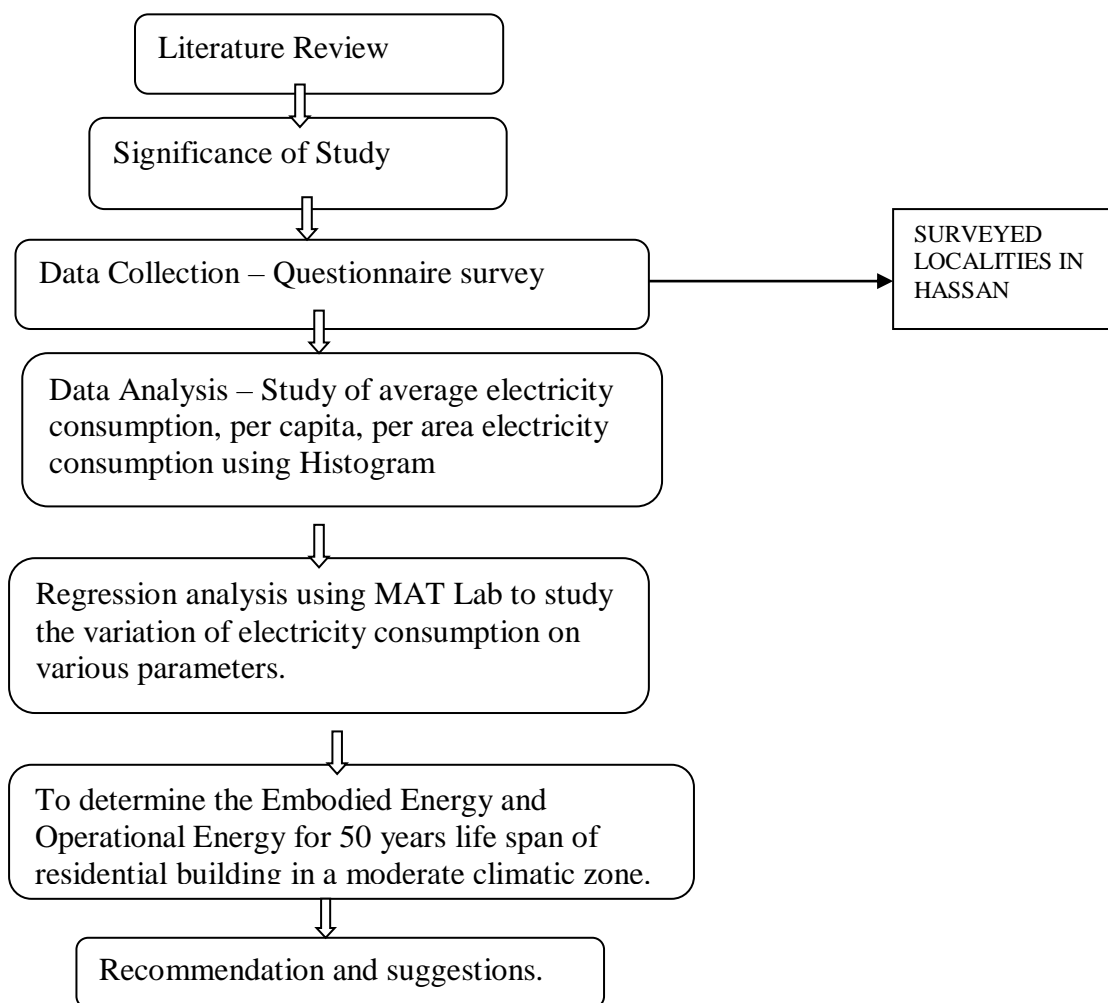 Literature Review
Significance of Study
Data Collection – Questionnaire survey
SURVEYED
LOCALITIES IN
HASSAN
Data Analysis – Study of average electricity
consumption, per capita, per area electricity
consumption using Histogram
Regression analysis using MAT Lab to study
the variation of electricity consumption on
various parameters.
To determine the Embodied Energy and
Operational Energy for 50 years life span of
residential building in a moderate climatic zone.
Recommendation and suggestions.